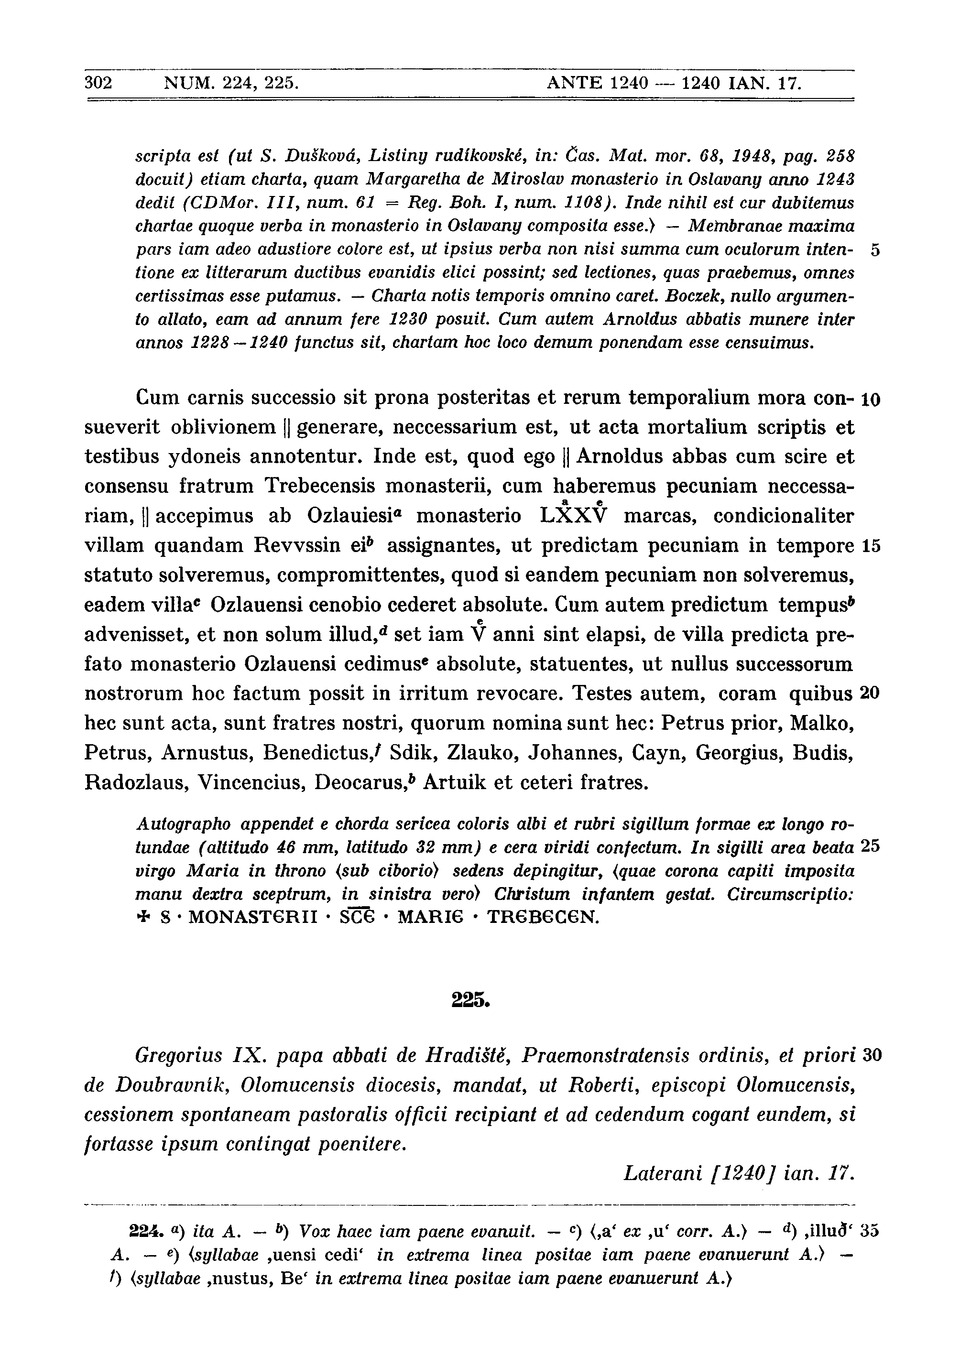 302 NUM. 224, 225. ANTE 1240 — 1240 IAN. 17.
scripta est (ut S. Dušková, Listiny rudíkovské, in: Čas. Mat. mor. 68, 1948, pag. 258
docuit) etiam charta, quam Margaretha de Miroslav monasterio in Oslavany anno 1243
dedit (CDMor. III, num. 61 = Reg. Boh. I, num. 1108). Inde nihil est cur dubitemus
chartae quoque verba in monasterio in Oslavany composita esse.⟩ — Membranae maxima
pars iam adeo adustiore colore est, ut ipsius verba non nisi summa cum oculorum inten- 5
tione ex litterarum ductibus evanidis elici possint; sed lectiones, quas praebemus, omnes
certissimas esse putamus. — Charta notis temporis omnino caret. Boczek, nullo argumen-
to allato, eam ad annum fere 1230 posuit. Cum autem Arnoldus abbatis munere inter
annos 1228—1240 functus sit, chartam hoc loco demum ponendam esse censuimus.
Cum carnis successio sit prona posteritas et rerum temporalium mora con- 10
sueverit oblivionem || generare, neccessarium est, ut acta mortalium scriptis et
testibus ydoneis annotentur. Inde est, quod ego || Arnoldus abbas cum scire et
consensu fratrum Trebecensis monasterii, cum haberemus pecuniam neccessa-
riam, || accepimus ab Ozlauiesiᵃ monasterio LXͣXVͤ marcas, condicionaliter
villam quandam Revvssin eiᵇ assignantes, ut predictam pecuniam in tempore 15
statuto solveremus, compromittentes, quod si eandem pecuniam non solveremus,
eadem villaᶜ Ozlauensi cenobio cederet absolute. Cum autem predictum tempusᵇ
advenisset, et non solum illud,ᵈ set iam Vͤ anni sint elapsi, de villa predicta pre-
fato monasterio Ozlauensi cedimusᵉ absolute, statuentes, ut nullus successorum
nostrorum hoc factum possit in irritum revocare. Testes autem, coram quibus 20
hec sunt acta, sunt fratres nostri, quorum nomina sunt hec: Petrus prior, Malko,
Petrus, Arnustus, Benedictus,ᶠ Sdik, Zlauko, Johannes, Cayn, Georgius, Budis,
Radozlaus, Vincencius, Deocarus,ᵇ Artuik et ceteri fratres.
Autographo appendet e chorda sericea coloris albi et rubri sigillum formae ex longo ro-
tundae (altitudo 46 mm, latitudo 32 mm) e cera viridi confectum. In sigilli area beata 25
virgo Maria in throno ⟨sub ciborio⟩ sedens depingitur, ⟨quae corona capiti imposita
manu dextra sceptrum, in sinistra vero⟩ Christum infantem gestat. Circumscriptio:
✠ S · MONASTERII · S̅C̅E̅ · MARIE · TREBECEN.
225.
Gregorius IX. papa abbati de Hradiště, Praemonstratensis ordinis, et priori 30
de Doubravník, Olomucensis diocesis, mandat, ut Roberti, episcopi Olomucensis,
cessionem spontaneam pastoralis officii recipiant et ad cedendum cogant eundem, si
fortasse ipsum contingat poenitere.
Laterani [1240] ian. 17.
224. ᵃ) ita A. — ᵇ) Vox haec iam paene evanuit. — ᶜ) ⟨‚a‘ ex ‚u‘ corr. A.⟩ — ᵈ) ‚illuð‘ 35
A. — ᵉ) ⟨syllabae ‚uensi cedi‘ in extrema linea positae iam paene evanuerunt A.⟩ —
ᶠ) ⟨syllabae ‚nustus, Be‘ in extrema linea positae iam paene evanuerunt A.⟩